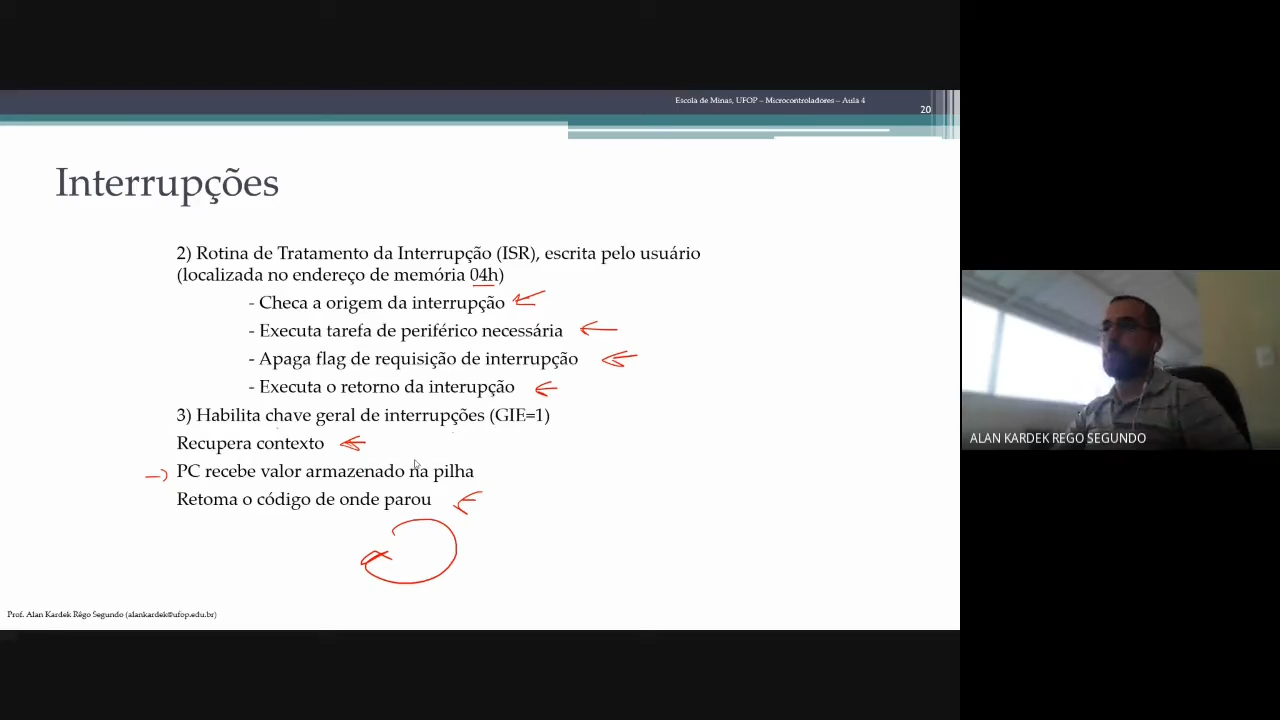 Escola de Minas, UFOP – Microcontroladores – Aula 4
20
Interrupções
2) Rotina de Tratamento da Interrupção (ISR), escrita pelo usuário
(localizada no endereço de memória 04h)
- Checa a origem da interrupção
- Executa tarefa de periférico necessária
- Apaga flag de requisição de interrupção
- Executa o retorno da interupção
3) Habilita chave geral de interrupções (GIE=1)
Recupera contexto
PC recebe valor armazenado na pilha
Retoma o código de onde parou
Prof. Alan Kardek Rêgo Segundo (alankardek@ufop.edu.br)
ALAN KARDEK REGO SEGUNDO